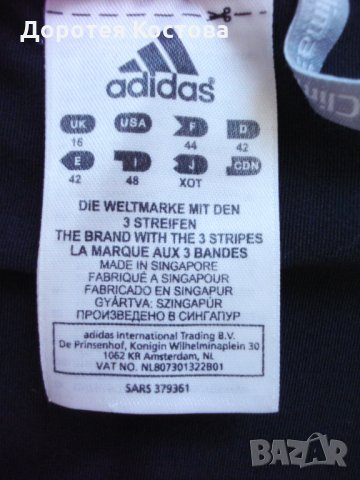 Доротея Костова
adidas
UK USA F D
16 44 42
E I J CDN
42 48 XOT
DIE WELTMARKE MIT DEN
3 STREIFEN
THE BRAND WITH THE 3 STRIPES
LA MARQUE AUX 3 BANDES
MADE IN SINGAPORE
FABRIQUÉ A SINGAPOUR
FABRICADO EN SINGAPUR
GYÁRTVA: SZINGAPÚR
ПРОИЗВЕДЕНО В СИНГАПУР
adidas International Trading B.V.
De Prinsenhof, Konigin Wilhelminaplein 30
1062 KR Amsterdam, NL
VAT NO. NL807301322B01
SARS 379361
BAZAR